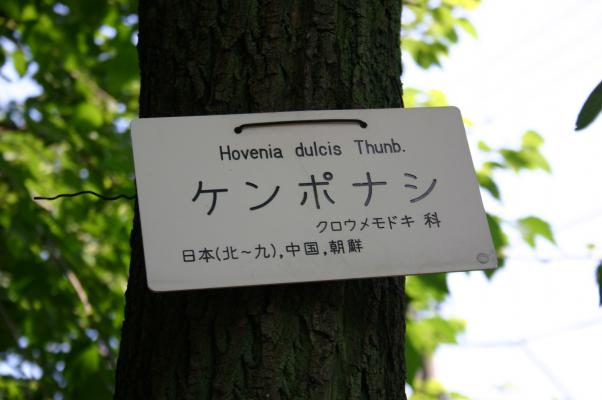 Hovenia dulcis Thunb.
ケンポナシ
クロウメモドキ 科
日本(北～九),中国,朝鮮